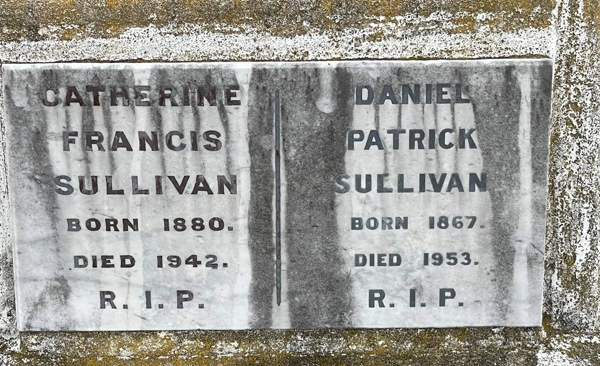 CATHERINE
FRANCIS
SULLIVAN
BORN 1880.
DIED 1942.
R. I. P.
DANIEL
PATRICK
SULLIVAN
BORN 1867.
DIED 1953.
R. I. P.